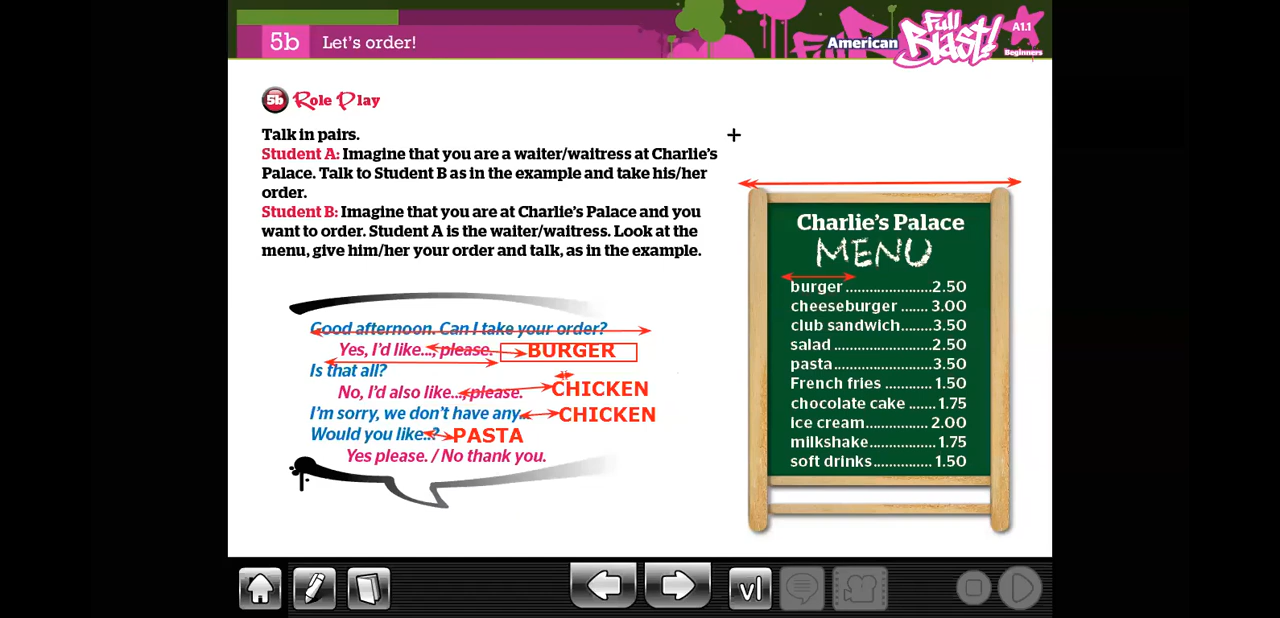 5b Let's order!
American Full Blast! A1.1 Beginners
5b Role Play
Talk in pairs.
Student A: Imagine that you are a waiter/waitress at Charlie's
Palace. Talk to Student B as in the example and take his/her
order.
Student B: Imagine that you are at Charlie's Palace and you
want to order. Student A is the waiter/waitress. Look at the
menu, give him/her your order and talk, as in the example.
Good afternoon. Can I take your order?
Yes, I'd like..., please. BURGER
Is that all?
No, I'd also like..., please. CHICKEN
I'm sorry, we don't have any... CHICKEN
Would you like..? PASTA
Yes please. / No thank you.
Charlie's Palace
MENU
burger ......................2.50
cheeseburger ....... 3.00
club sandwich........3.50
salad ........................2.50
pasta.........................3.50
French fries ............ 1.50
chocolate cake ....... 1.75
ice cream................ 2.00
milkshake................. 1.75
soft drinks............... 1.50
vl